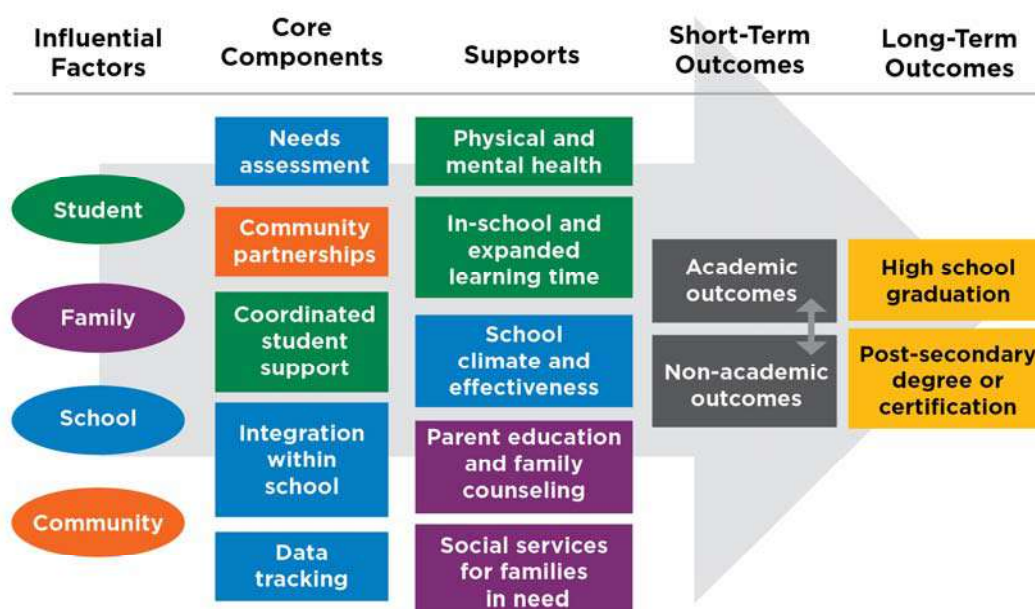 Influential
Factors
Core
Components
Supports
Short-Term
Outcomes
Long-Term
Outcomes
Student
Family
School
Community
Needs
assessment
Community
partnerships
Coordinated
student
support
Integration
within
school
Data
tracking
Physical and
mental health
In-school and
expanded
learning time
School
climate and
effectiveness
Parent education
and family
counseling
Social services
for families
in need
Academic
outcomes
Non-academic
outcomes
High school
graduation
Post-secondary
degree or
certification